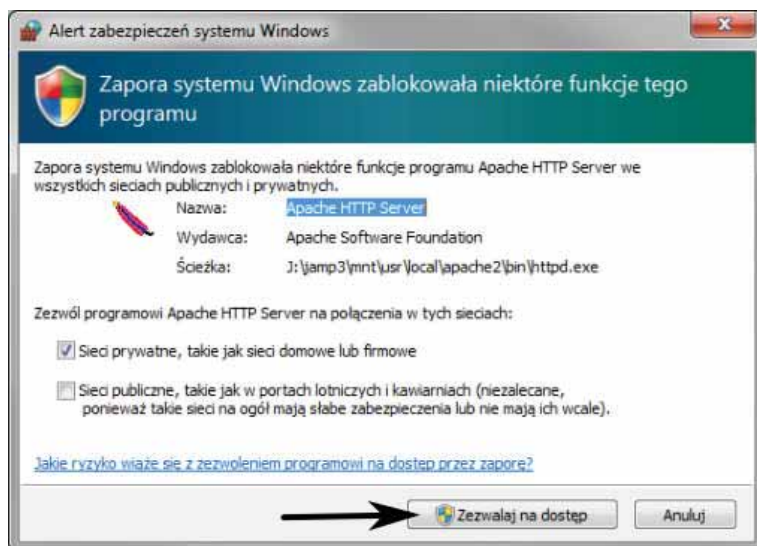 Alert zabezpieczeń systemu Windows
Zapora systemu Windows zablokowała niektóre funkcje tego
programu
Zapora systemu Windows zablokowała niektóre funkcje programu Apache HTTP Server we
wszystkich sieciach publicznych i prywatnych.
Nazwa: Apache HTTP Server
Wydawca: Apache Software Foundation
Ścieżka: J:\jamp3\mnt\usr\local\apache2\bin\httpd.exe
Zezwól programowi Apache HTTP Server na połączenia w tych sieciach:
Sieci prywatne, takie jak sieci domowe lub firmowe
Sieci publiczne, takie jak w portach lotniczych i kawiarniach (niezalecane,
ponieważ takie sieci na ogół mają słabe zabezpieczenia lub nie mają ich wcale).
Jakie ryzyko wiąże się z zezwoleniem programowi na dostęp przez zaporę?
Zezwalaj na dostęp Anuluj